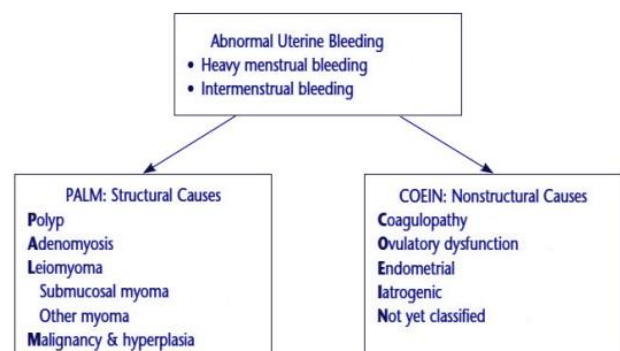 Abnormal Uterine Bleeding
• Heavy menstrual bleeding
• Intermenstrual bleeding
PALM: Structural Causes
Polyp
Adenomyosis
Leiomyoma
Submucosal myoma
Other myoma
Malignancy & hyperplasia
COEIN: Nonstructural Causes
Coagulopathy
Ovulatory dysfunction
Endometrial
Iatrogenic
Not yet classified